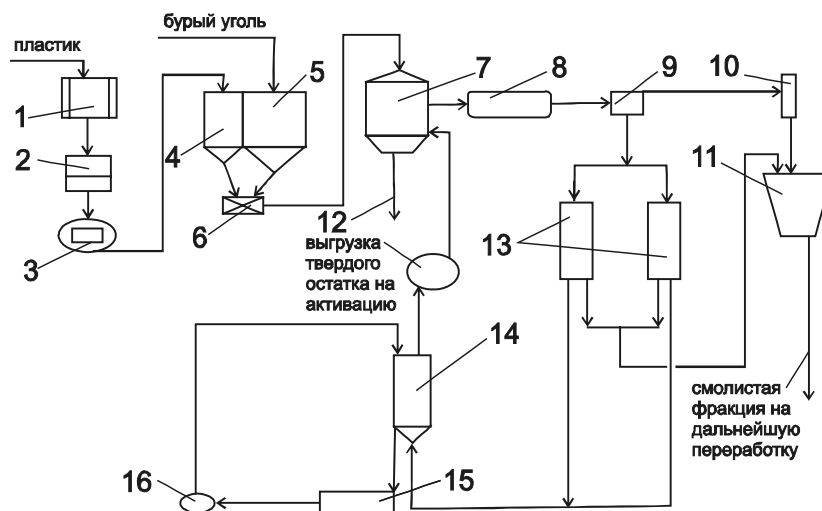 бурый уголь
пластик
1
2
3
4
5
6
7
8
9
10
11
12
выгрузка
твердого
остатка на
активацию
13
14
смолистая
фракция на
дальнейшую
переработку
15
16